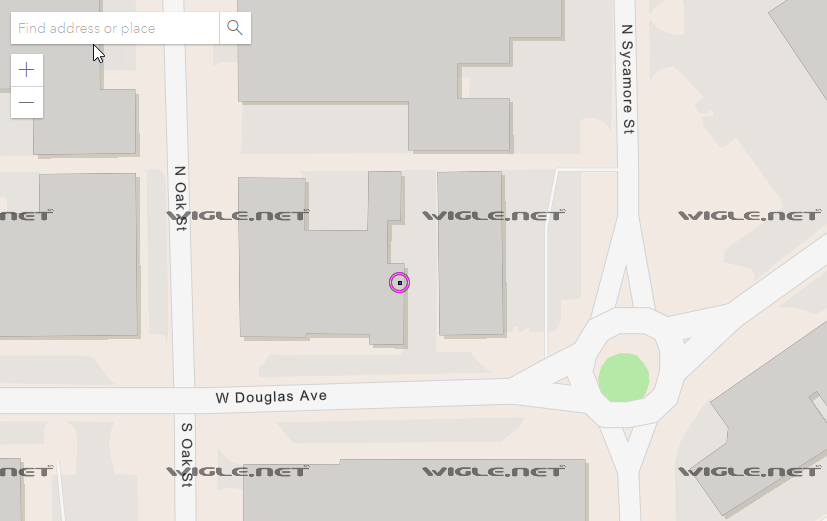 Find address or place
N Sycamore St
N Oak St
NET
WIGLE.NET
WIGLE.NET
WIGLE.NET
W Douglas Ave
S Oak St
NET
WIGLE.NET
WIGLE.NET
WIGLE.NET